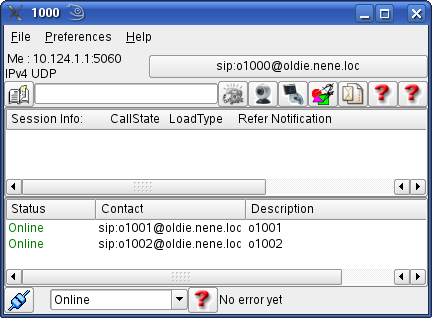 1000
File Preferences Help
Me : 10.124.1.1:5060
IPv4 UDP
sip:o1000@oldie.nene.loc
Session Info: CallState LoadType Refer Notification
Status Contact Description
Online sip:o1001@oldie.nene.loc o1001
Online sip:o1002@oldie.nene.loc o1002
Online No error yet